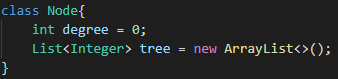 class Node{
    int degree = 0;
    List<Integer> tree = new ArrayList<>();
}